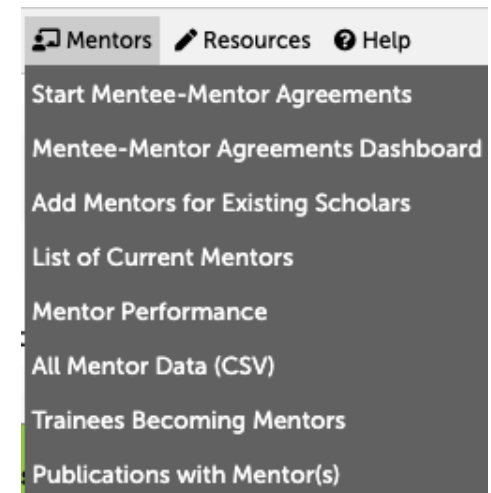 Mentors Resources Help
Start Mentee-Mentor Agreements
Mentee-Mentor Agreements Dashboard
Add Mentors for Existing Scholars
List of Current Mentors
Mentor Performance
All Mentor Data (CSV)
Trainees Becoming Mentors
Publications with Mentor(s)